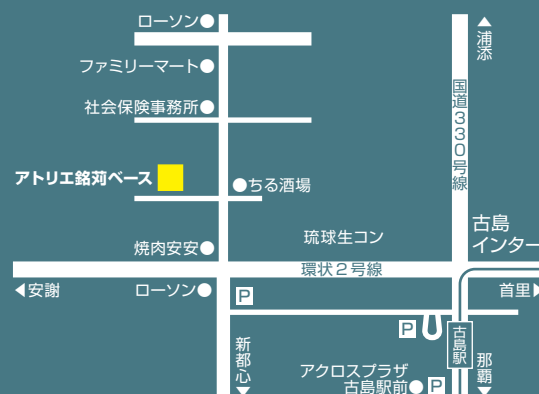 ローソン●
▲浦添
ファミリーマート●
国道330号線
社会保険事務所●
アトリエ銘苅ベース
●ちる酒場
古島
インター
焼肉安安●
琉球生コン
環状2号線
◀安謝
ローソン●
P
首里▶
P
古島駅
新都心▼
アクロスプラザ
古島駅前●P
那覇▼